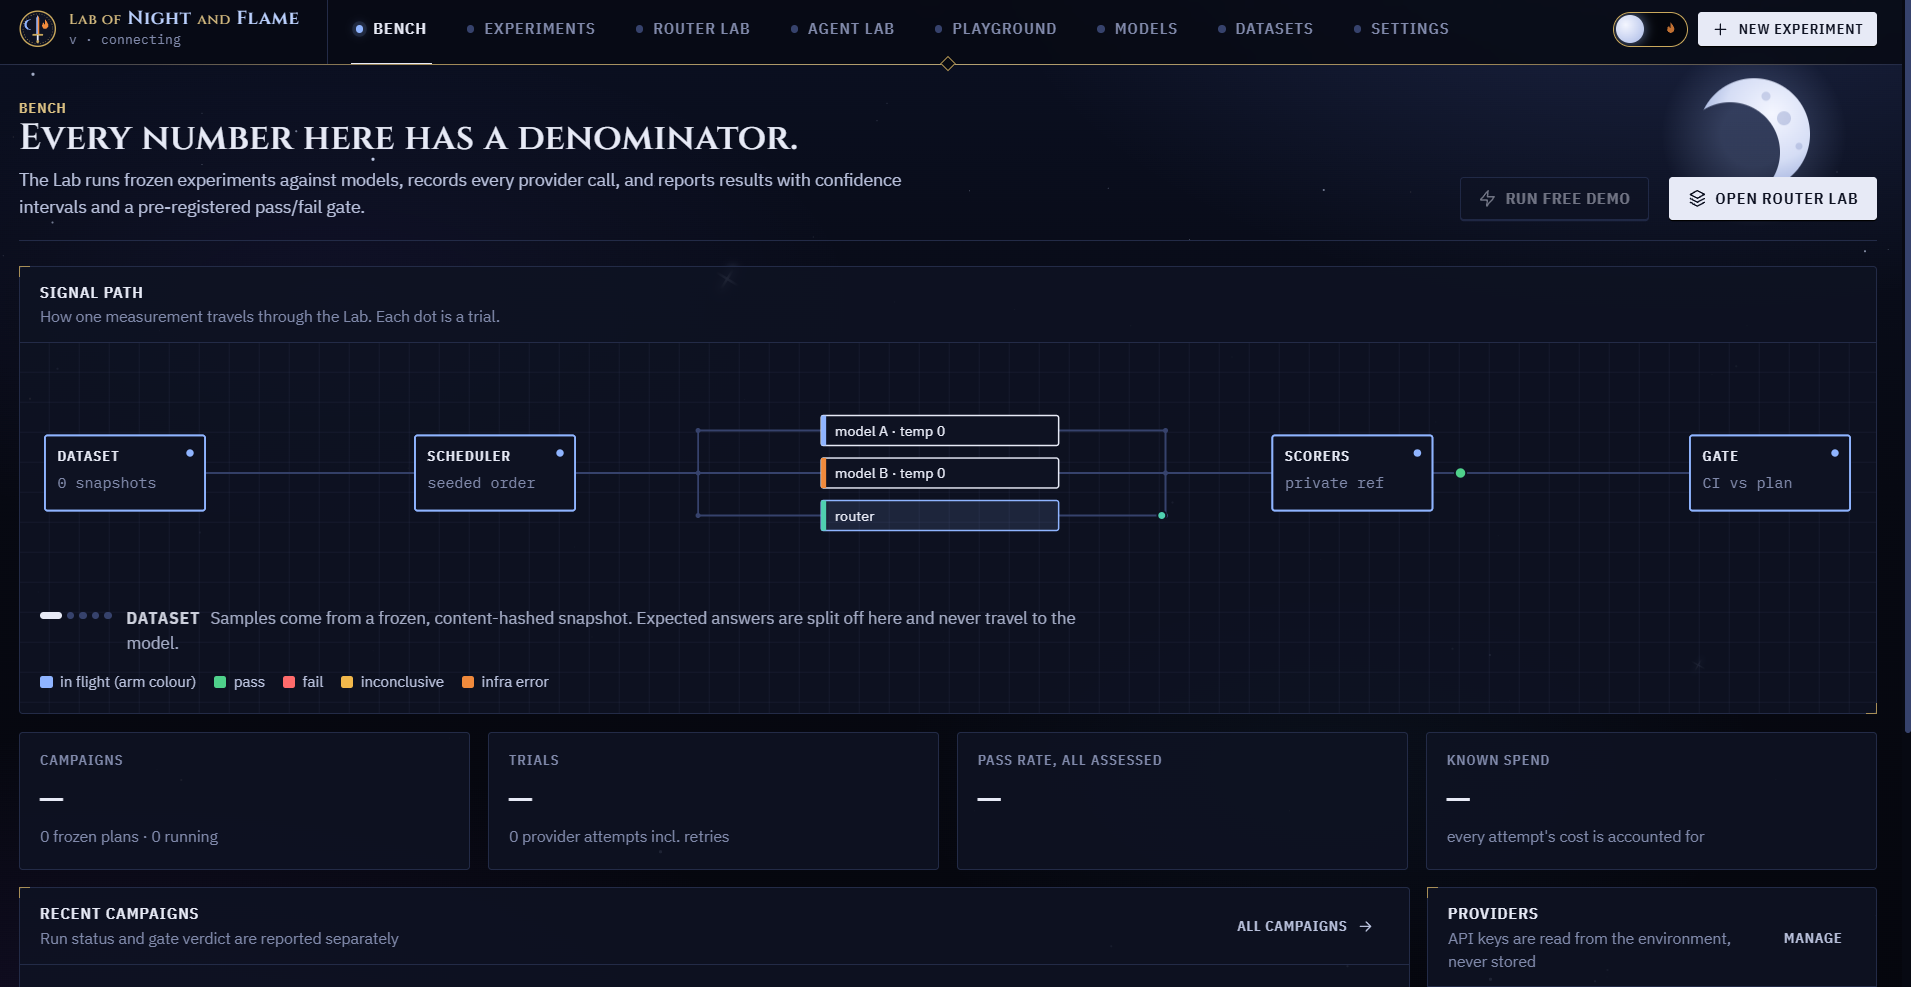 Lab of Night and Flame
v · connecting
BENCH
EXPERIMENTS
ROUTER LAB
AGENT LAB
PLAYGROUND
MODELS
DATASETS
SETTINGS
NEW EXPERIMENT
BENCH
Every number here has a denominator.
The Lab runs frozen experiments against models, records every provider call, and reports results with confidence
intervals and a pre-registered pass/fail gate.
RUN FREE DEMO
OPEN ROUTER LAB
SIGNAL PATH
How one measurement travels through the Lab. Each dot is a trial.
DATASET
0 snapshots
SCHEDULER
seeded order
model A · temp 0
model B · temp 0
router
SCORERS
private ref
GATE
CI vs plan
DATASET Samples come from a frozen, content-hashed snapshot. Expected answers are split off here and never travel to the
model.
in flight (arm colour)
pass
fail
inconclusive
infra error
CAMPAIGNS
—
0 frozen plans · 0 running
TRIALS
—
0 provider attempts incl. retries
PASS RATE, ALL ASSESSED
—
KNOWN SPEND
—
every attempt's cost is accounted for
RECENT CAMPAIGNS
Run status and gate verdict are reported separately
ALL CAMPAIGNS →
PROVIDERS
API keys are read from the environment,
never stored
MANAGE